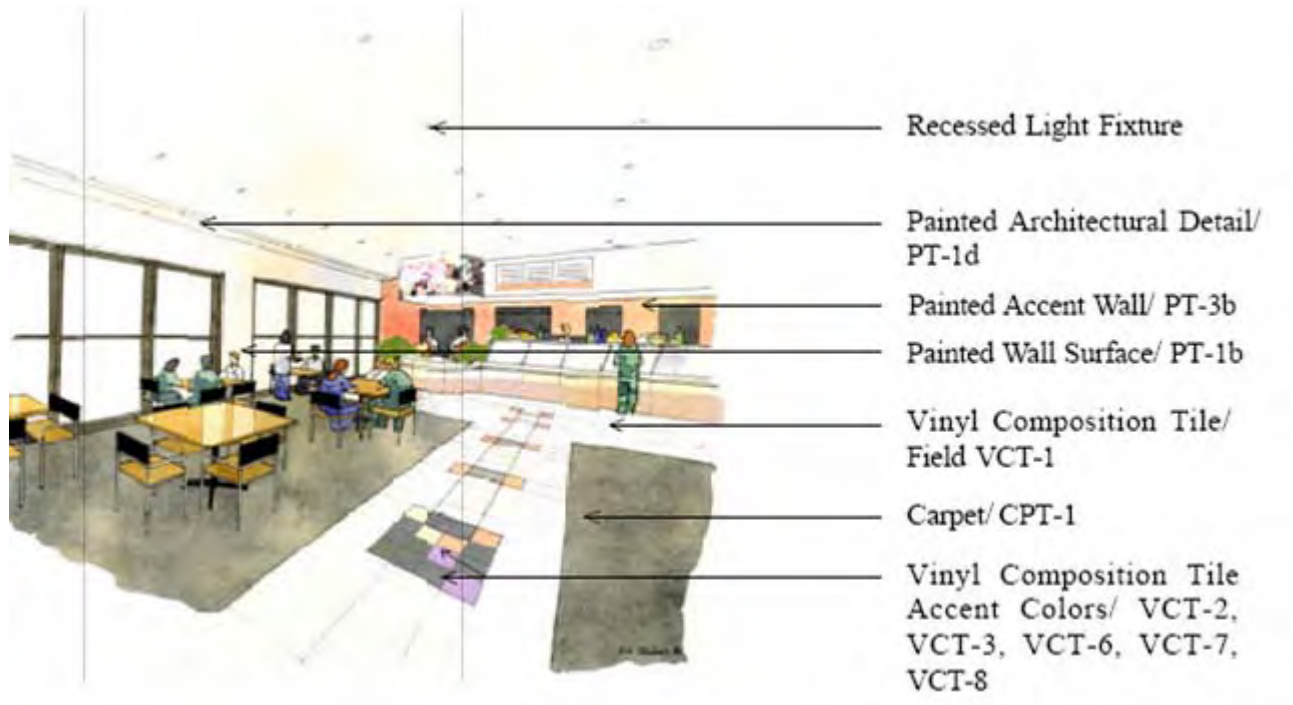 Recessed Light Fixture
Painted Architectural Detail/
PT-1d
Painted Accent Wall/ PT-3b
Painted Wall Surface/ PT-1b
Vinyl Composition Tile/
Field VCT-1
Carpet/ CPT-1
Vinyl Composition Tile
Accent Colors/ VCT-2,
VCT-3, VCT-6, VCT-7,
VCT-8